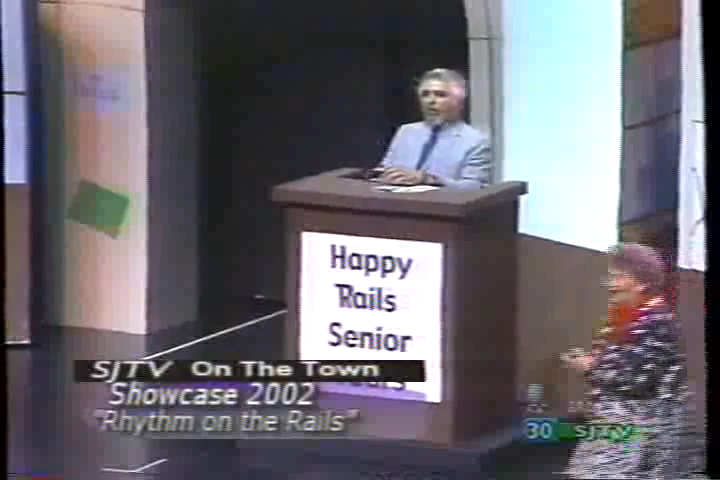 Happy
Rails
Senior
SJTV On The Town
Showcase 2002
"Rhythm on the Rails"
30 SJTV